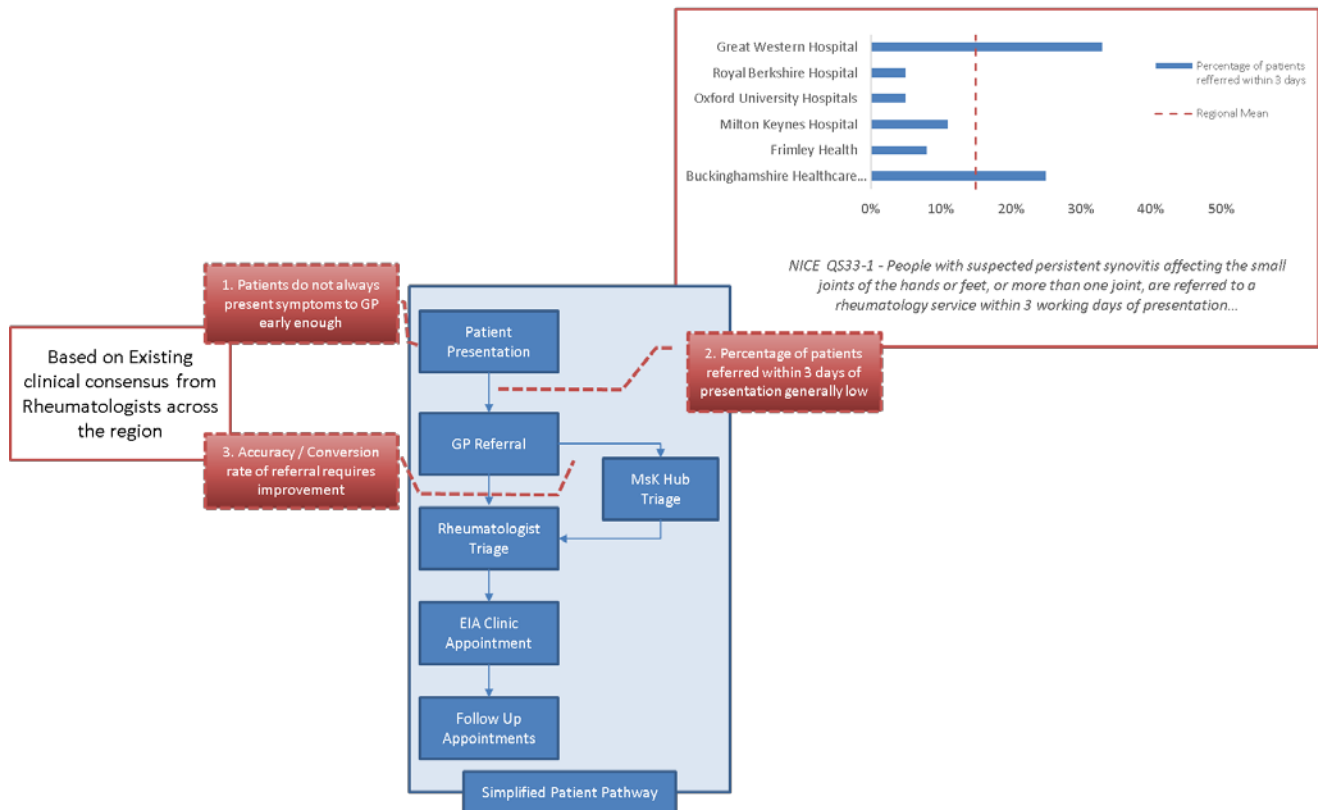 Great Western Hospital
Royal Berkshire Hospital
Oxford University Hospitals
Milton Keynes Hospital
Frimley Health
Buckinghamshire Healthcare...
0%
10%
20%
30%
40%
50%
Percentage of patients
refferred within 3 days
Regional Mean
NICE QS33-1 - People with suspected persistent synovitis affecting the small
joints of the hands or feet, or more than one joint, are referred to a
rheumatology service within 3 working days of presentation...
Based on Existing
clinical consensus from
Rheumatologists across
the region
1. Patients do not always
present symptoms to GP
early enough
2. Percentage of patients
referred within 3 days of
presentation generally low
3. Accuracy / Conversion
rate of referral requires
improvement
Patient
Presentation
GP Referral
MsK Hub
Triage
Rheumatologist
Triage
EIA Clinic
Appointment
Follow Up
Appointments
Simplified Patient Pathway